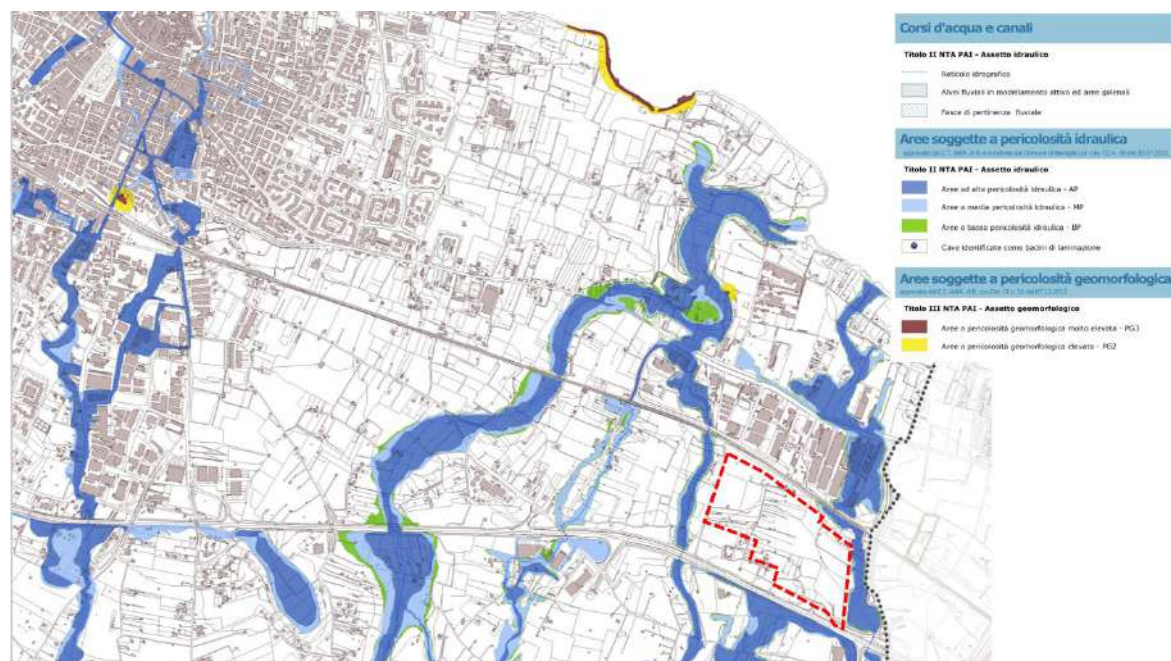 Corsi d'acqua e canali
Titolo II NTA PAI - Assetto idraulico
Reticolo idrografico
Alvei fluviali in modellamento attivo ed aree golenali
Fasce di pertinenza fluviale
Aree soggette a pericolosità idraulica
Titolo II NTA PAI - Assetto idraulico
Aree ad alta pericolosità idraulica - AP
Aree a media pericolosità idraulica - MP
Aree a bassa pericolosità idraulica - BP
Cave identificate come bacini di laminazione
Aree soggette a pericolosità geomorfologica
Titolo III NTA PAI - Assetto geomorfologico
Aree a pericolosità geomorfologica molto elevata - PG3
Aree a pericolosità geomorfologica elevata - PG2